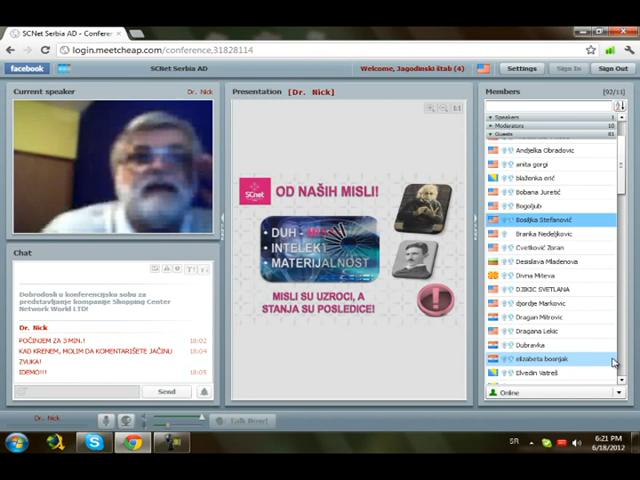 SCNet Serbia AD - Conferen
login.meetcheap.com/conference,31828114
facebook
SCNet Serbia AD
Welcome, Jagodinski štab (4)
Settings
Sign In
Sign Out
Current speaker
Dr. Nick
Presentation [Dr. Nick]
Members
[92/11]
1:1
Speakers 1
Moderators 10
Guests 81
Andjelka Obradovic
anita gorgi
blaženka erić
Bobana Juretić
Bogoljub
Bosiljka Stefanović
Branka Nedeljkovic
Cvetković Zoran
Desislava Mladenova
Divna Miteva
DJIKIC SVETLANA
djordje Markovic
Dragan Mitrovic
Dragana Lekic
Dubravka
elizabeta bosnjak
Elvedin Vatreš
Online
SCnet
OD NAŠIH MISLI!
• DUH -
• INTELEKT
• MATERIJALNOST
MISLI SU UZROCI, A
STANJA SU POSLEDICE!
Chat
Dobrodosli u konferencijsku sobu za
predstavljanje kompanije Shopping Center
Network World LTD!
Dr. Nick
POČINJEM ZA 3 MIN.! 18:02
KAD KRENEM, MOLIM DA KOMENTARIŠETE JAČINU 18:04
ZVUKA!
IDEMO!!! 18:05
Send
Dr. Nick
Talk Now!
SR
6:21 PM
6/18/2012